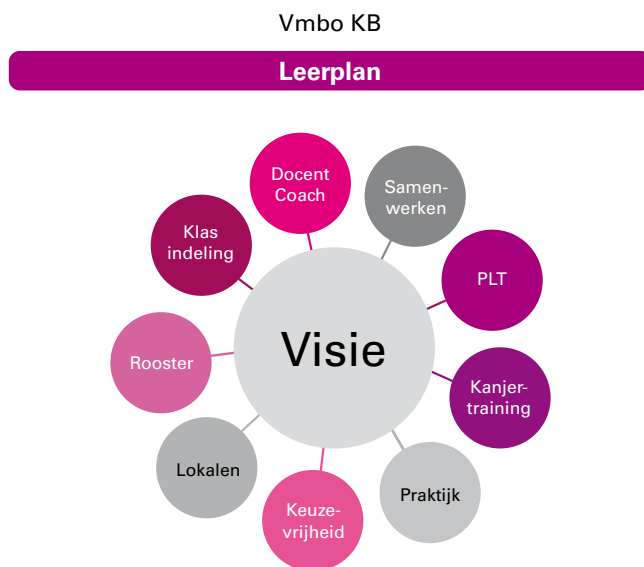 Vmbo KB
Leerplan
Docent
Coach
Samen-
werken
Klas
indeling
PLT
Visie
Rooster
Kanjer-
training
Lokalen
Praktijk
Keuze-
vrijheid